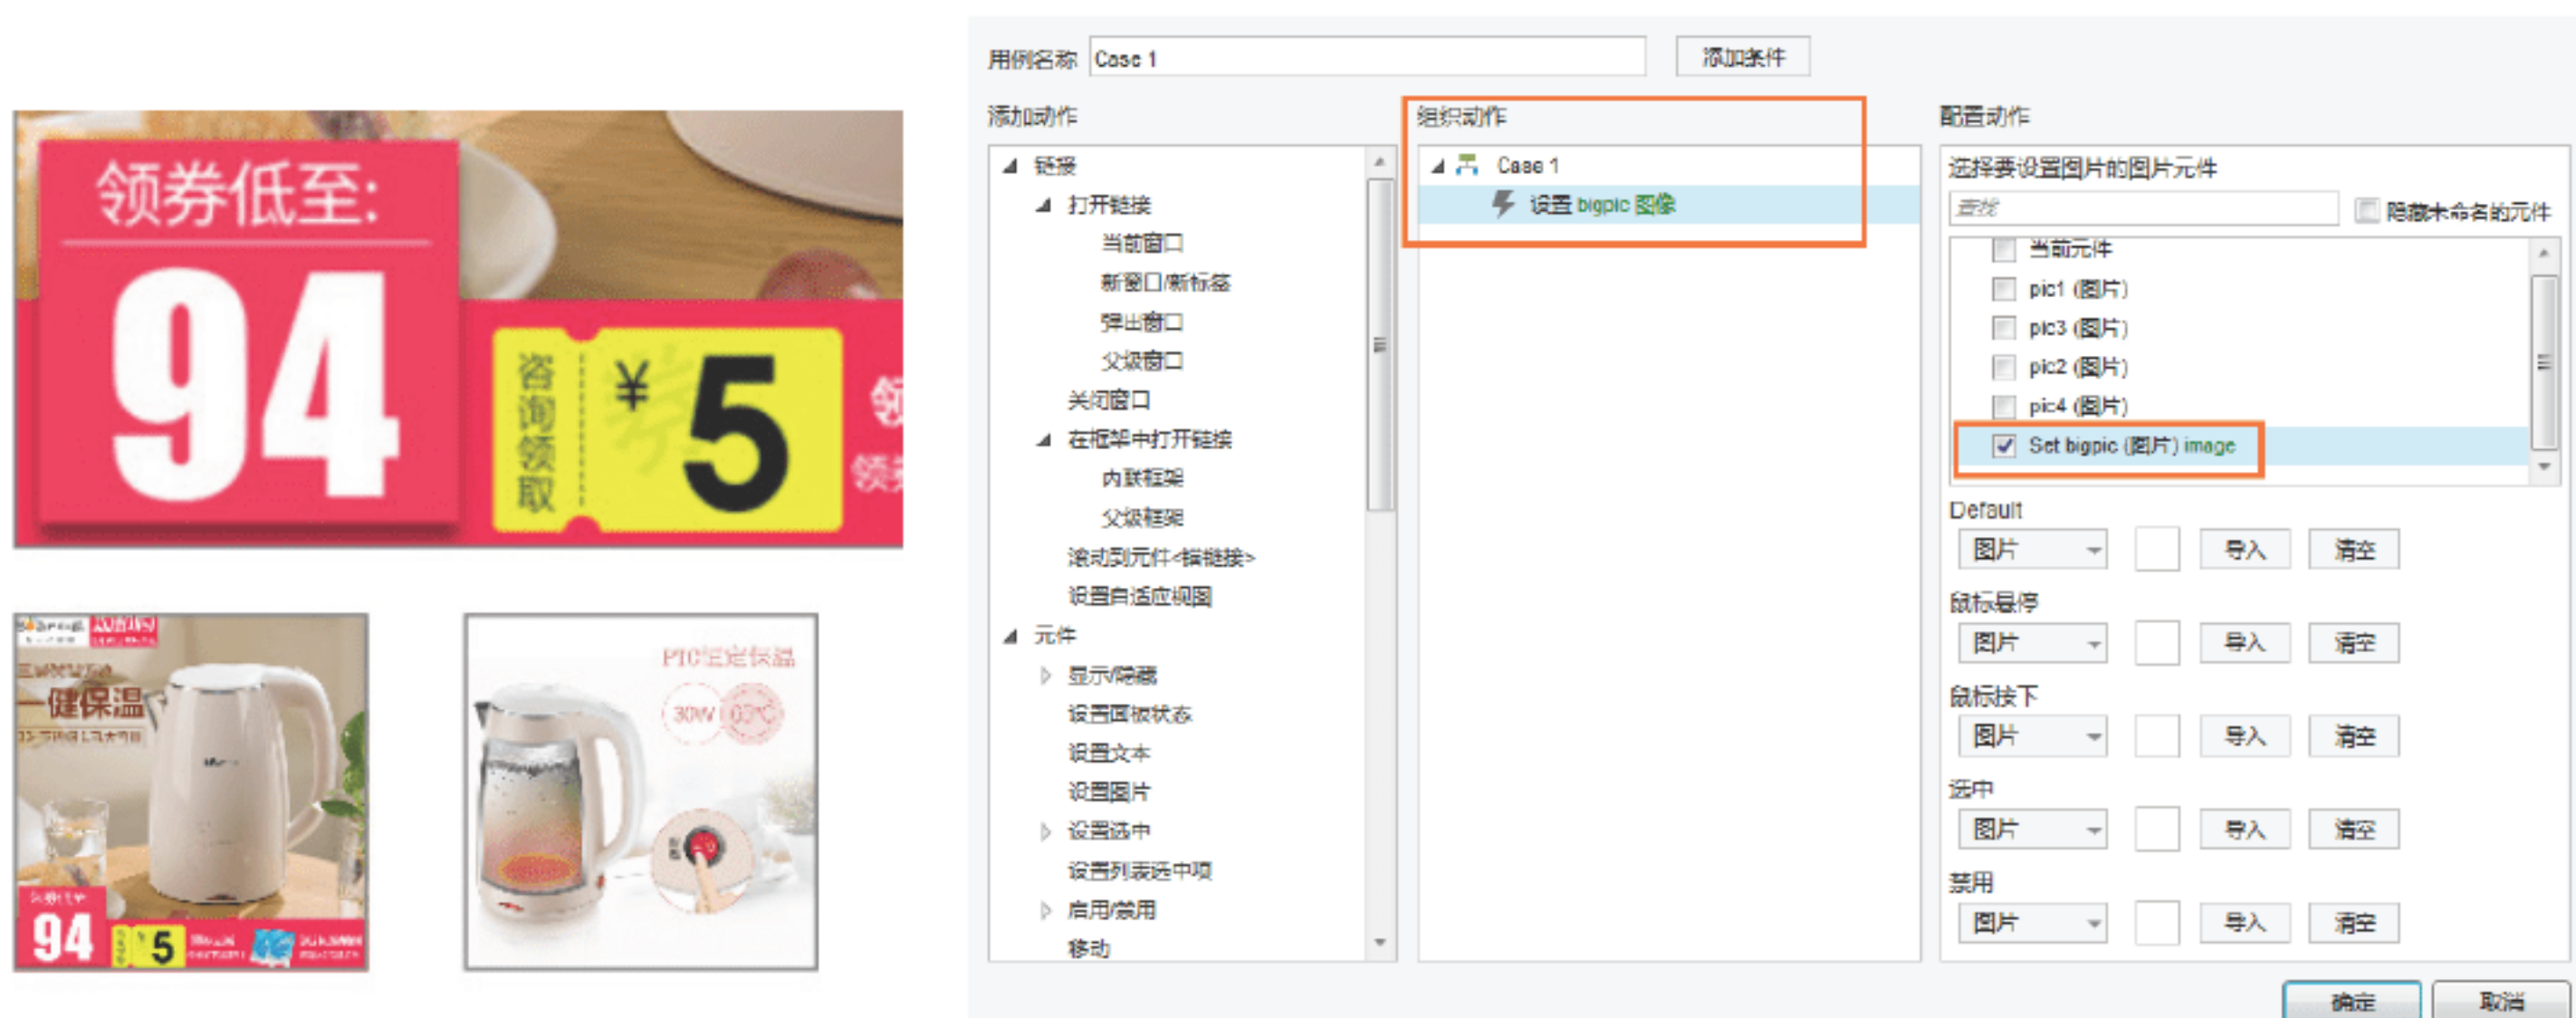 领券低至:
94
咨询领取
¥5
券
领
领券
一健保温
94
5
PTC恒定保温
30W
65℃
用例名称 Case 1 添加条件
添加动作
链接
打开链接
当前窗口
新窗口/新标签
弹出窗口
父级窗口
关闭窗口
在框架中打开链接
内联框架
父级框架
滚动到元件<锚链接>
设置自适应视图
元件
显示/隐藏
设置面板状态
设置文本
设置图片
设置选中
设置列表选中项
启用/禁用
移动
组织动作
Case 1
设置 bigpic 图像
配置动作
选择要设置图片的图片元件
查找 隐藏未命名的元件
当前元件
pic1 (图片)
pic3 (图片)
pic2 (图片)
pic4 (图片)
Set bigpic (图片) image
Default
图片 导入 清空
鼠标悬停
图片 导入 清空
鼠标按下
图片 导入 清空
选中
图片 导入 清空
禁用
图片 导入 清空
确定 取消